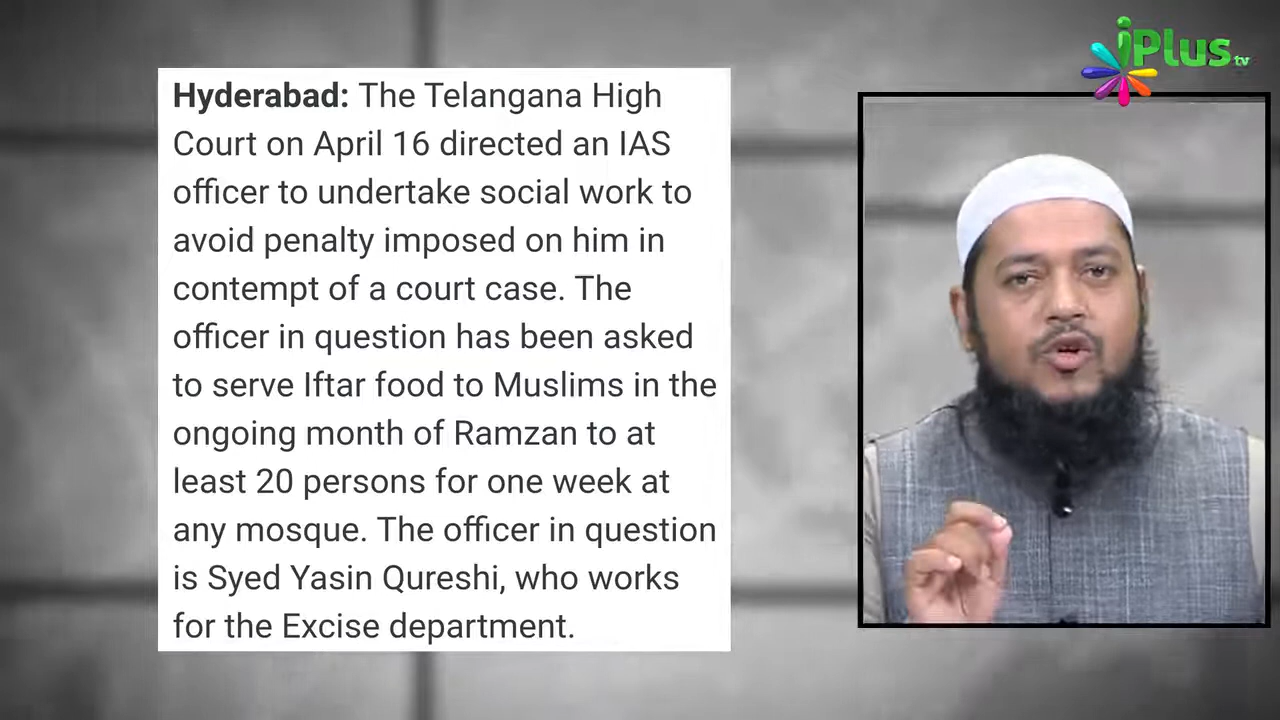 Hyderabad: The Telangana High
Court on April 16 directed an IAS
officer to undertake social work to
avoid penalty imposed on him in
contempt of a court case. The
officer in question has been asked
to serve Iftar food to Muslims in the
ongoing month of Ramzan to at
least 20 persons for one week at
any mosque. The officer in question
is Syed Yasin Qureshi, who works
for the Excise department.
iPlus tv